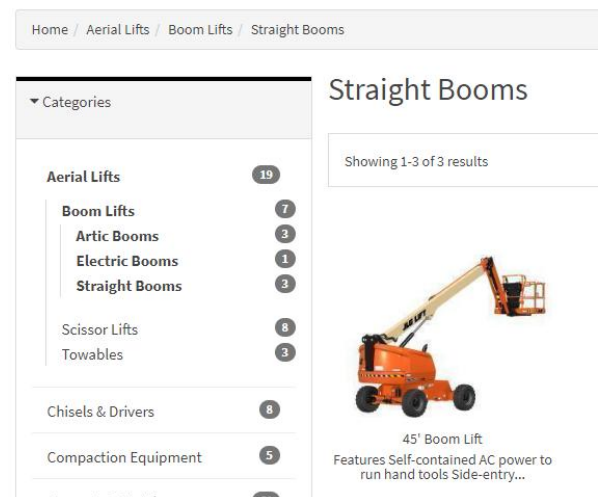 Home / Aerial Lifts / Boom Lifts / Straight Booms
Categories
Aerial Lifts 19
Boom Lifts 7
Artic Booms 3
Electric Booms 1
Straight Booms 3
Scissor Lifts 8
Towables 3
Chisels & Drivers 8
Compaction Equipment 5
Straight Booms
Showing 1-3 of 3 results
JLG LIFT
45' Boom Lift
Features Self-contained AC power to
run hand tools Side-entry...